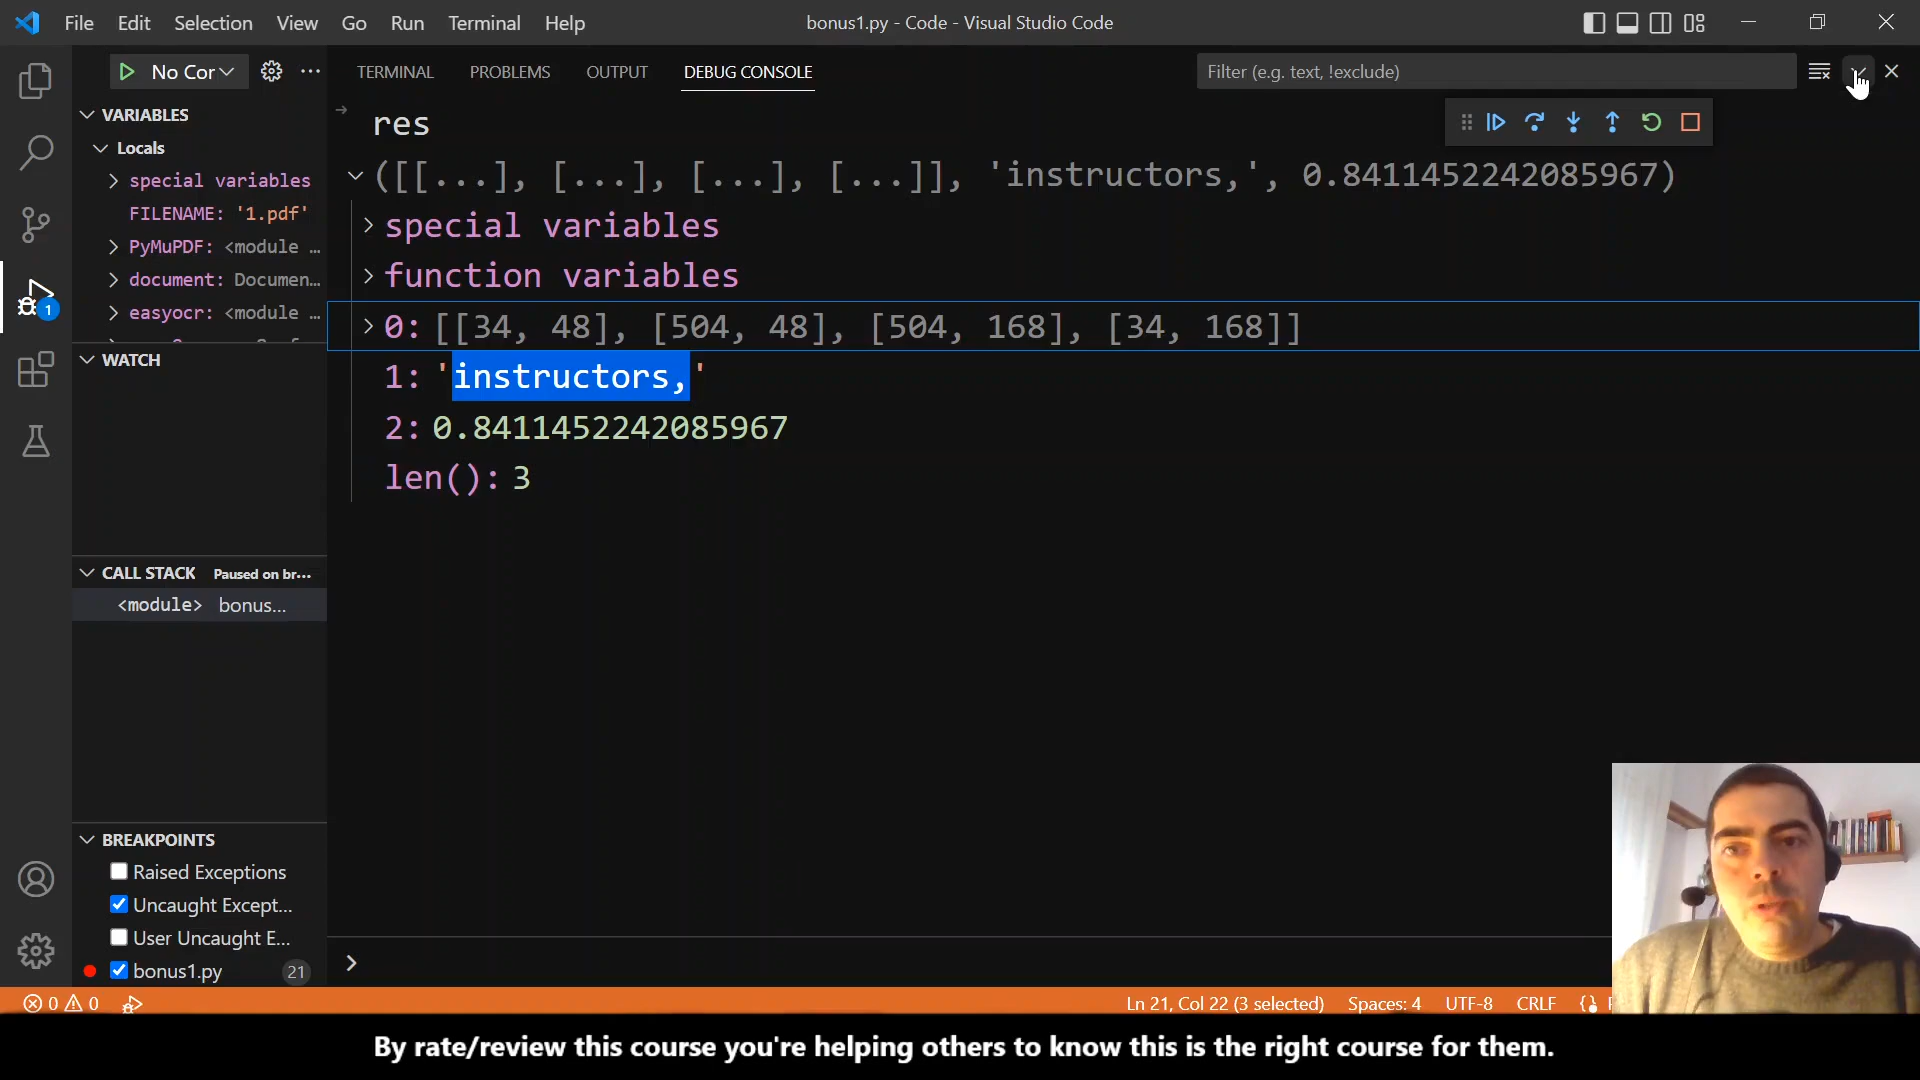 File Edit Selection View Go Run Terminal Help
bonus1.py - Code - Visual Studio Code
No Cor
TERMINAL PROBLEMS OUTPUT DEBUG CONSOLE
Filter (e.g. text, !exclude)
VARIABLES
Locals
special variables
FILENAME: '1.pdf'
PyMuPDF: <module ...
document: Documen...
easyocr: <module ...
WATCH
CALL STACK Paused on br...
<module> bonus...
BREAKPOINTS
Raised Exceptions
Uncaught Except...
User Uncaught E...
bonus1.py 21
res
([[...], [...], [...], [...]], 'instructors,', 0.8411452242085967)
special variables
function variables
0: [[34, 48], [504, 48], [504, 168], [34, 168]]
1: 'instructors,'
2: 0.8411452242085967
len(): 3
1
0 0
Ln 21, Col 22 (3 selected) Spaces: 4 UTF-8 CRLF
By rate/review this course you're helping others to know this is the right course for them.